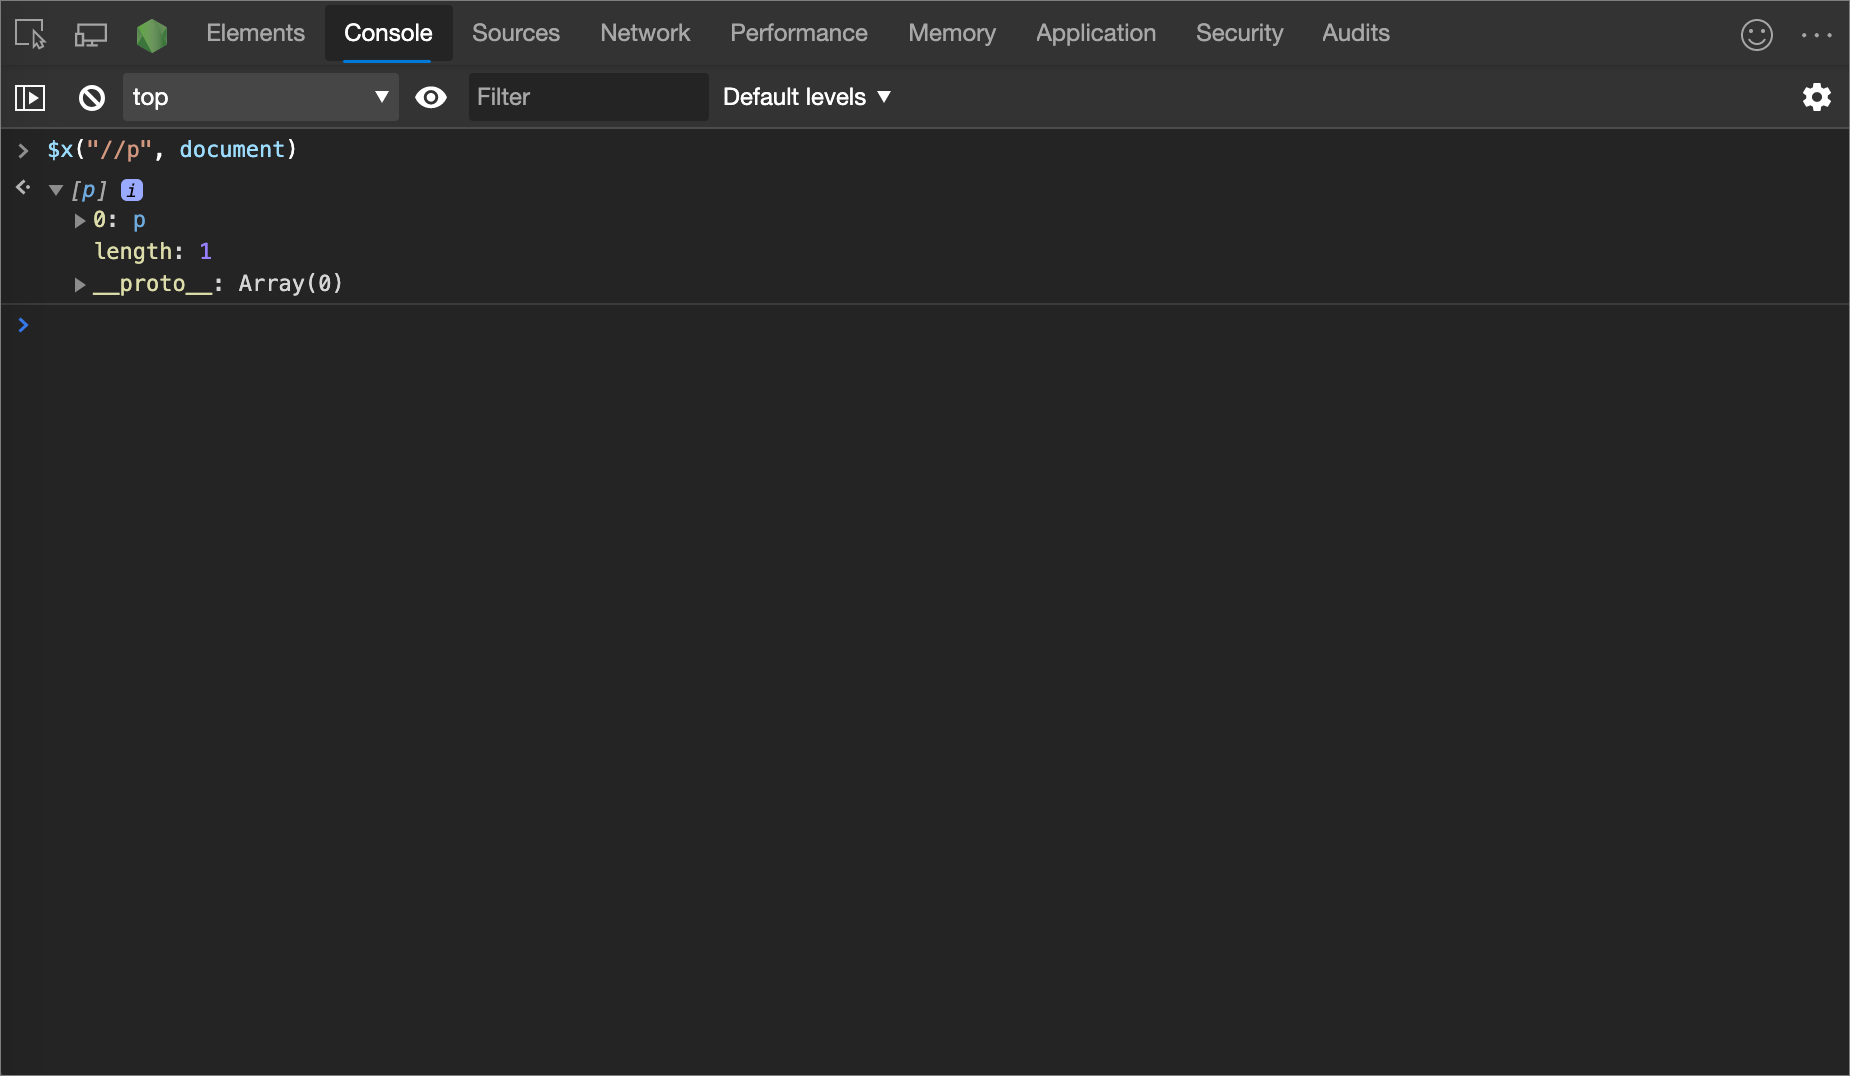 Elements Console Sources Network Performance Memory Application Security Audits
top Filter Default levels
$x("//p", document)
[p] i
0: p
length: 1
__proto__: Array(0)